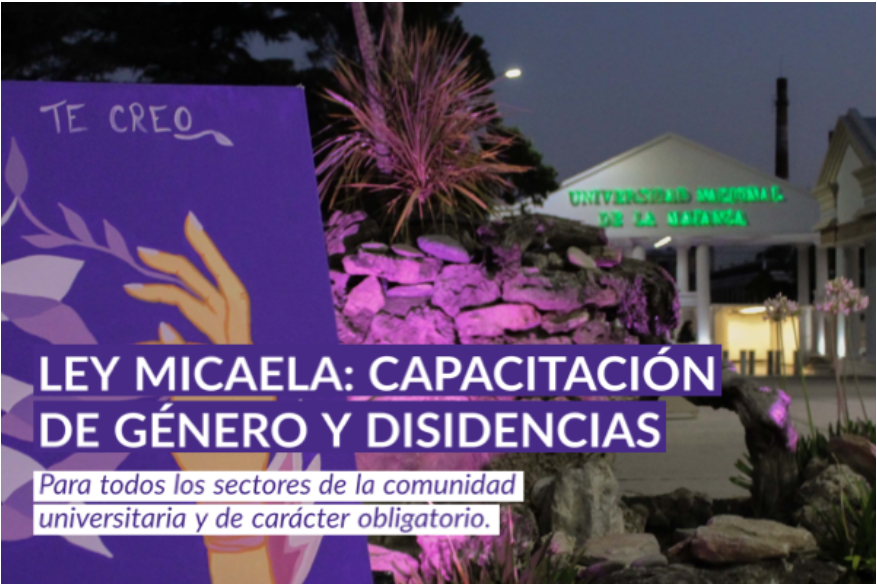 TE CREO
UNIVERSIDAD NACIONAL
DE LA MATANZA
LEY MICAELA: CAPACITACIÓN
DE GÉNERO Y DISIDENCIAS
Para todos los sectores de la comunidad
universitaria y de carácter obligatorio.